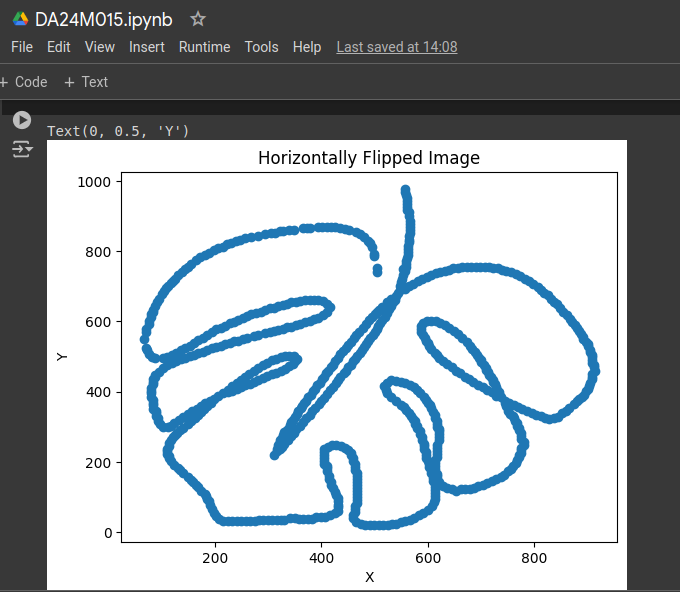 DA24M015.ipynb
File Edit View Insert Runtime Tools Help Last saved at 14:08
+ Code + Text
Text(0, 0.5, 'Y')
Horizontally Flipped Image
1000
800
600
Y
400
200
0
200 400 600 800
X